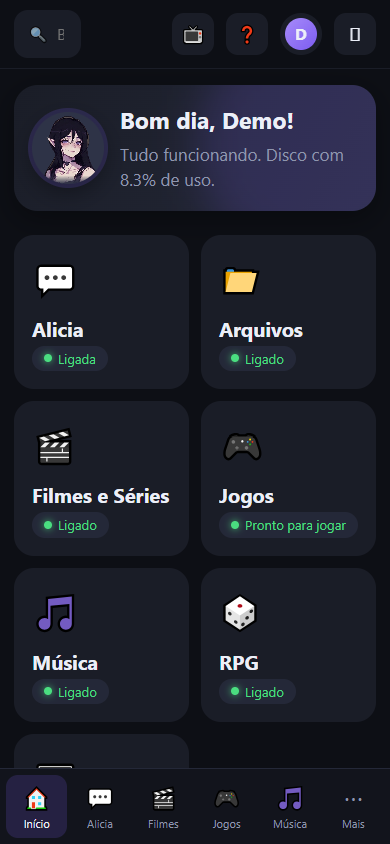 D
Bom dia, Demo!
Tudo funcionando. Disco com
8.3% de uso.
Alicia
Ligada
Arquivos
Ligado
Filmes e Séries
Ligado
Jogos
Pronto para jogar
Música
Ligado
RPG
Ligado
Início
Alicia
Filmes
Jogos
Música
Mais